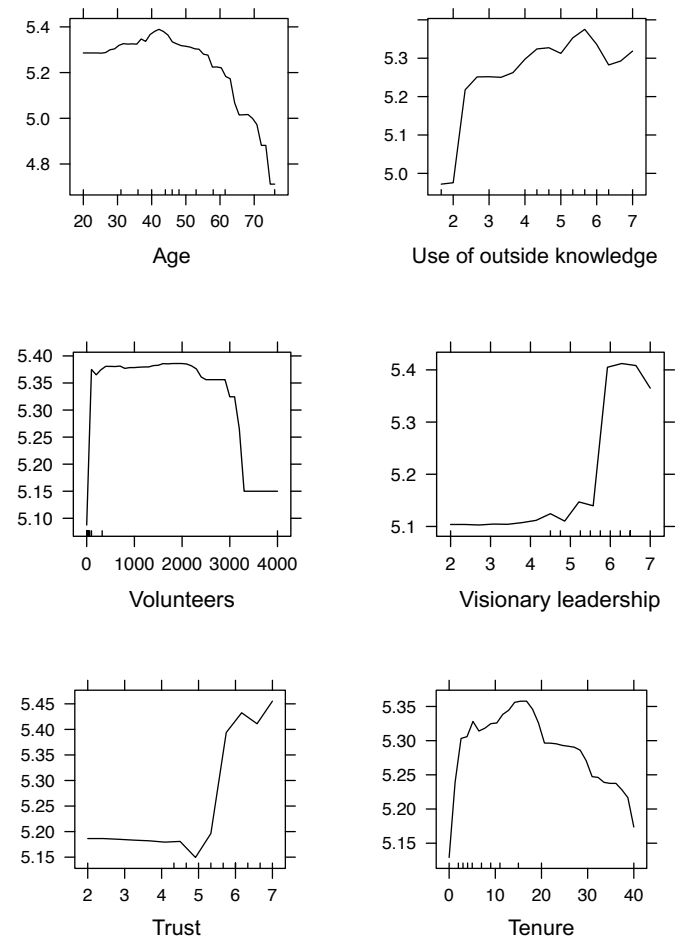 5.4
5.2
5.0
4.8
20 30 40 50 60 70
Age
5.3
5.2
5.1
5.0
2 3 4 5 6 7
Use of outside knowledge
5.40
5.35
5.30
5.25
5.20
5.15
5.10
0 1000 2000 3000 4000
Volunteers
5.4
5.3
5.2
5.1
2 3 4 5 6 7
Visionary leadership
5.45
5.40
5.35
5.30
5.25
5.20
5.15
2 3 4 5 6 7
Trust
5.35
5.30
5.25
5.20
5.15
0 10 20 30 40
Tenure